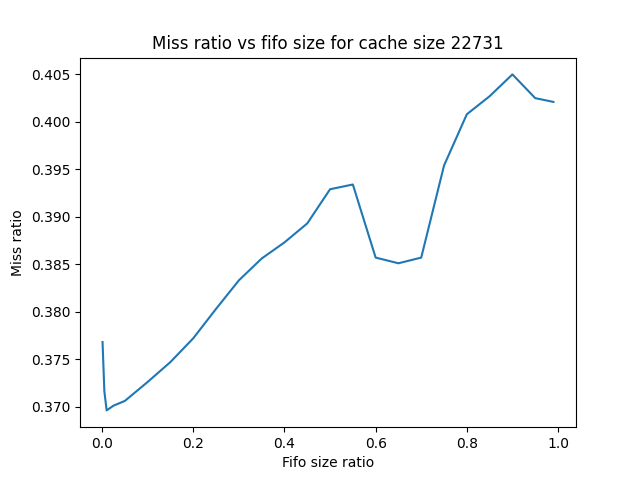 Miss ratio vs fifo size for cache size 22731
0.405
0.400
0.395
0.390
0.385
0.380
0.375
0.370
Miss ratio
0.0 0.2 0.4 0.6 0.8 1.0
Fifo size ratio